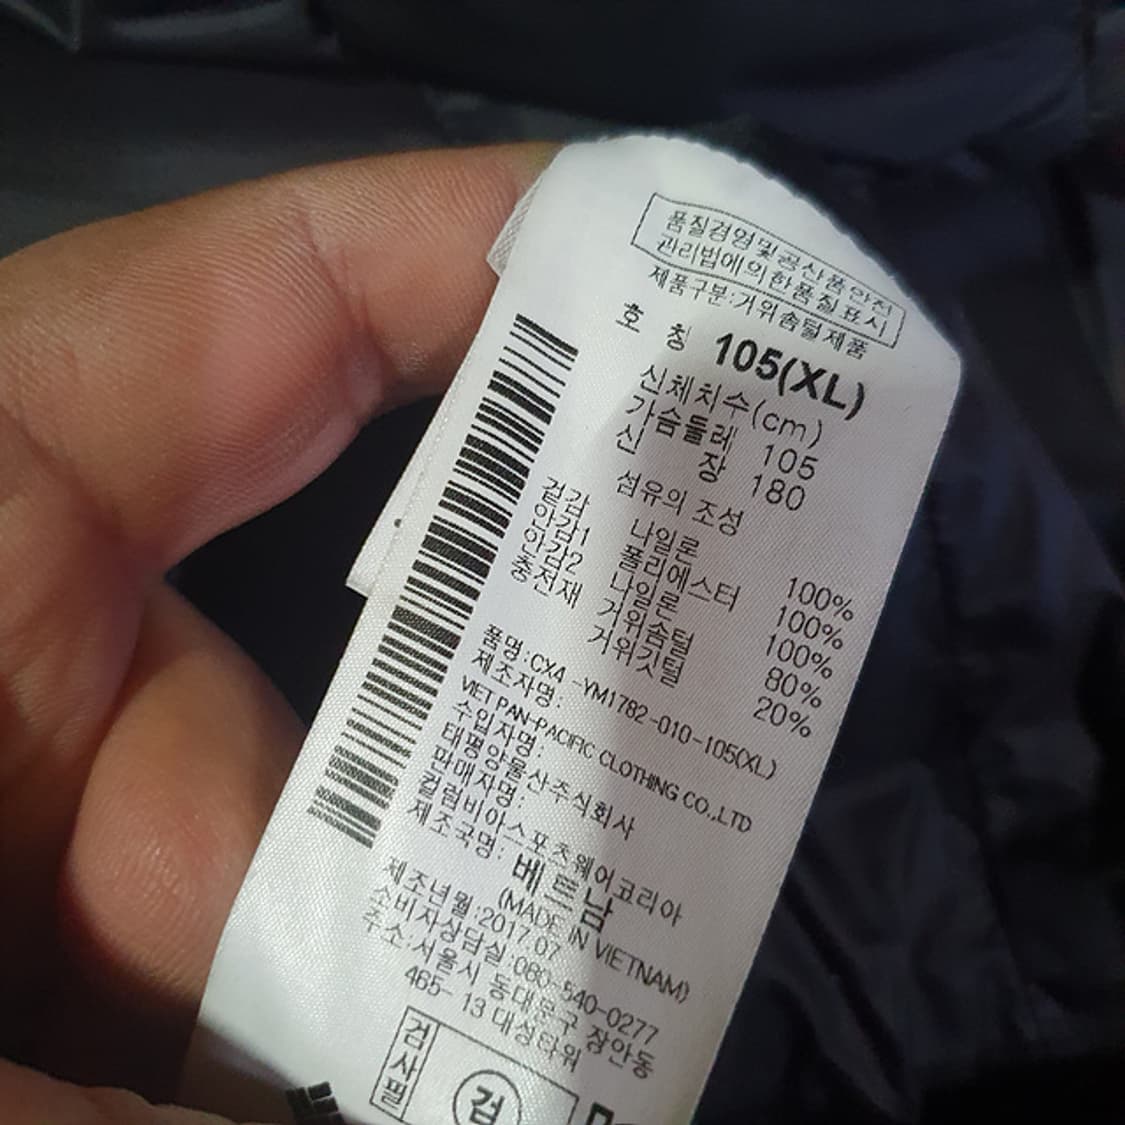 품질경영및공산품안전
관리법에의한품질표시
제품구분:거위솜털제품
호 칭 105(XL)
신체치수(cm)
가슴둘레 105
신 장 180
섬유의 조성
겉감 나일론 100%
안감1 폴리에스터 100%
안감2 나일론 100%
충전재 거위솜털 80%
거위깃털 20%
품명:CX4 -YM1782-010-105(XL)
제조자명:
VIET PAN-PACIFIC CLOTHING CO.,LTD
수입자명:
태평양물산주식회사
판매자명:
컬럼비아스포츠웨어코리아
제조국명: 베트남
(MADE IN VIETNAM)
제조년월:2017.07
소비자상담실:080-540-0277
주소:서울시 동대문구 장안동
465-13 대성타워
검사필
검